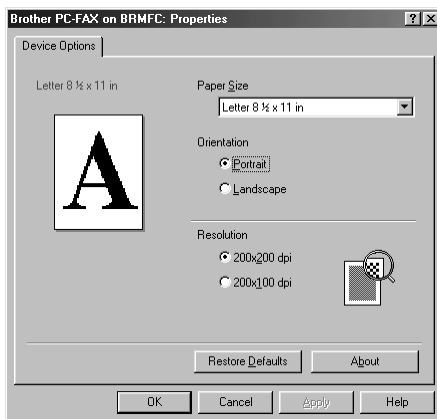 Brother PC-FAX on BRMFC: Properties
Device Options
Letter 8 ½ x 11 in
A
Paper Size
Letter 8 ½ x 11 in
Orientation
Portrait
Landscape
Resolution
200x200 dpi
200x100 dpi
Restore Defaults
About
OK
Cancel
Apply
Help